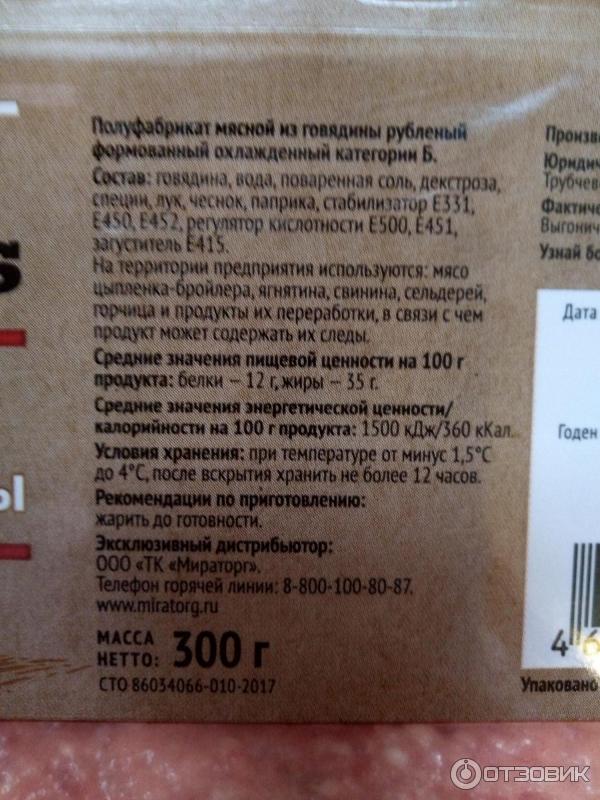 Полуфабрикат мясной из говядины рубленый
формованный охлажденный категории Б.
Состав: говядина, вода, поваренная соль, декстроза,
специи, лук, чеснок, паприка, стабилизатор Е331,
Е450, Е452, регулятор кислотности Е500, Е451,
загуститель Е415.
На территории предприятия используются: мясо
цыпленка-бройлера, ягнятина, свинина, сельдерей,
горчица и продукты их переработки, в связи с чем
продукт может содержать их следы.
Средние значения пищевой ценности на 100 г
продукта: белки – 12 г, жиры – 35 г.
Средние значения энергетической ценности/
калорийности на 100 г продукта: 1500 кДж/360 кКал.
Условия хранения: при температуре от минус 1,5°С
до 4°С, после вскрытия хранить не более 12 часов.
Рекомендации по приготовлению:
жарить до готовности.
Эксклюзивный дистрибьютор:
ООО «ТК «Мираторг».
Телефон горячей линии: 8-800-100-80-87.
www.miratorg.ru
МАССА
НЕТТО: 300 г
СТО 86034066-010-2017
S
Ы
Произв
Юридич
Трубчев
Фактиче
Выгонич
Узнай бо
Дата
Годен
4 6
Упаковано
ОТЗОВИК